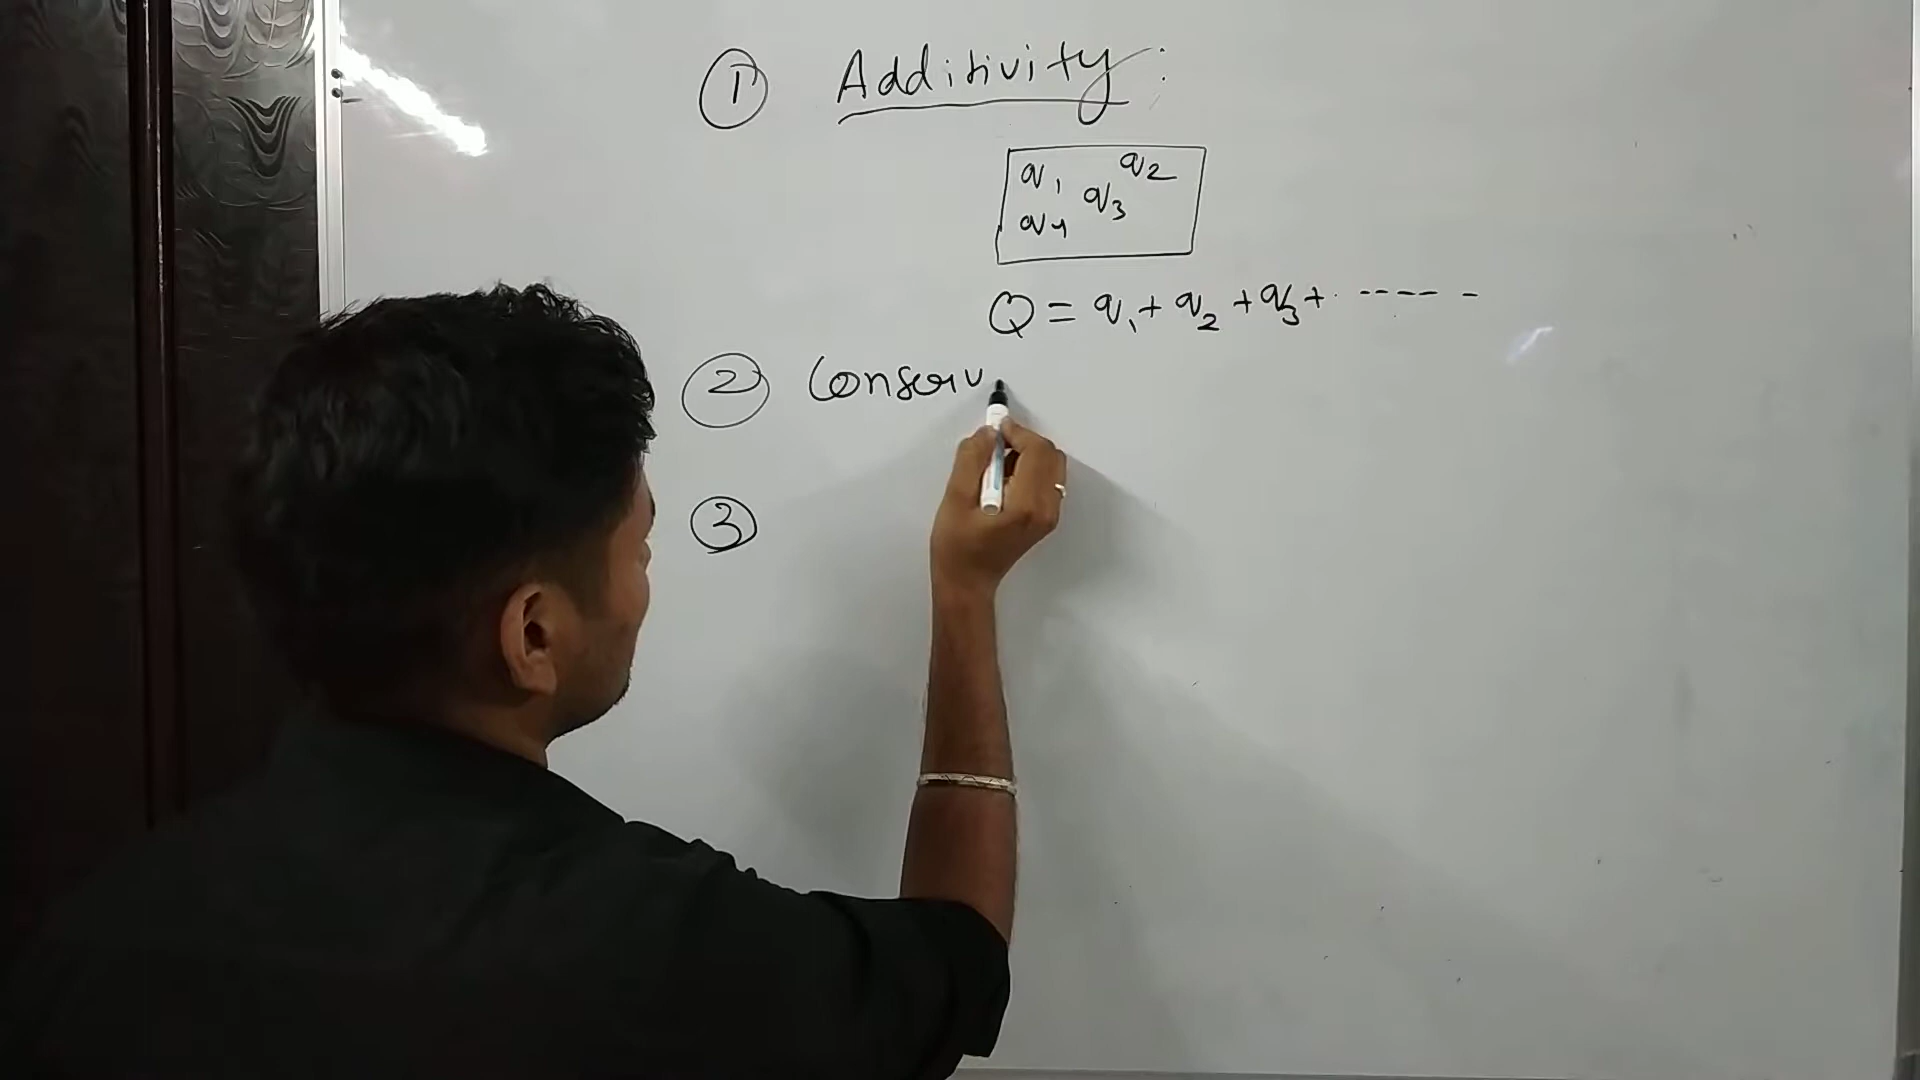 ① Additivity:
q₁ q₂
q₃
q₄
Q = q₁ + q₂ + q₃ + ------
② Conserv
③